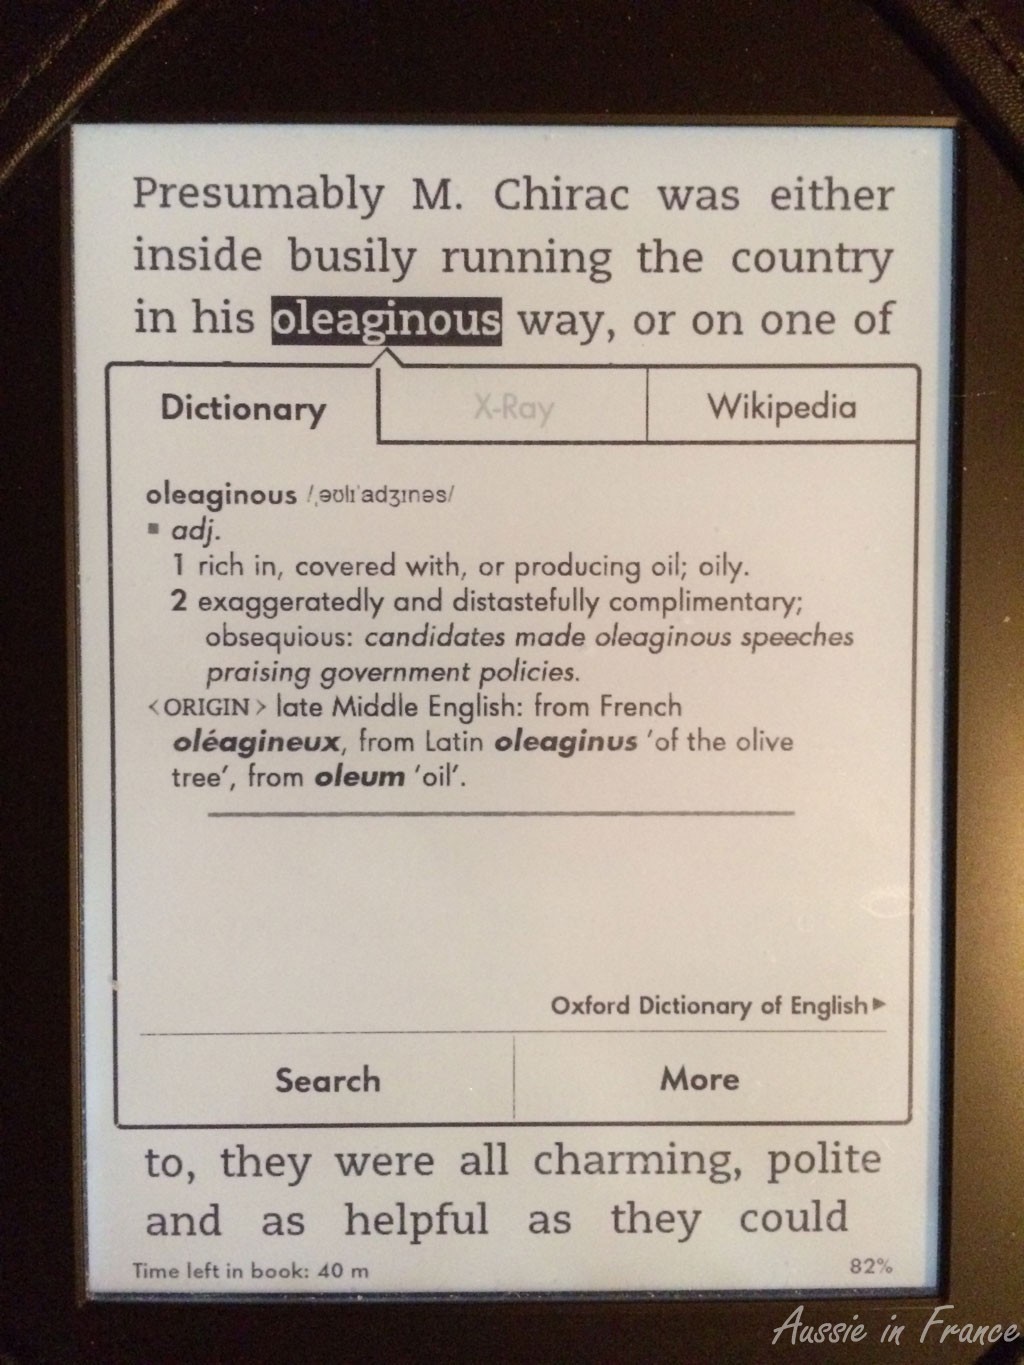 Presumably M. Chirac was either
inside busily running the country
in his oleaginous way, or on one of
Dictionary
X-Ray
Wikipedia
oleaginous /ˌəʊlɪˈadʒɪnəs/
▪ adj.
1 rich in, covered with, or producing oil; oily.
2 exaggeratedly and distastefully complimentary;
obsequious: candidates made oleaginous speeches
praising government policies.
<ORIGIN> late Middle English: from French
oléagineux, from Latin oleaginus 'of the olive
tree', from oleum 'oil'.
Oxford Dictionary of English▶
Search
More
to, they were all charming, polite
and as helpful as they could
Time left in book: 40 m
82%
Aussie in France